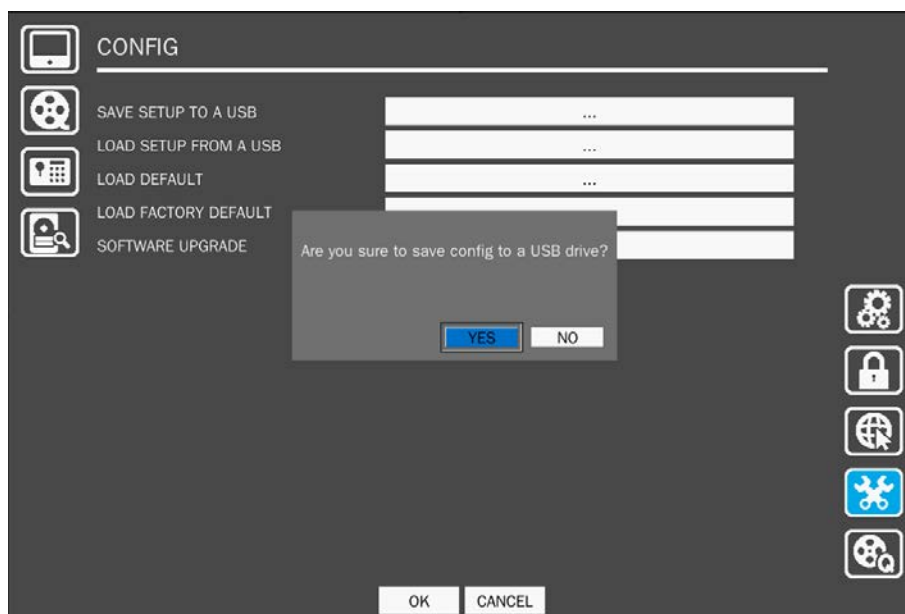 CONFIG
SAVE SETUP TO A USB
...
LOAD SETUP FROM A USB
...
LOAD DEFAULT
...
LOAD FACTORY DEFAULT
SOFTWARE UPGRADE
Are you sure to save config to a USB drive?
YES
NO
Q
OK
CANCEL